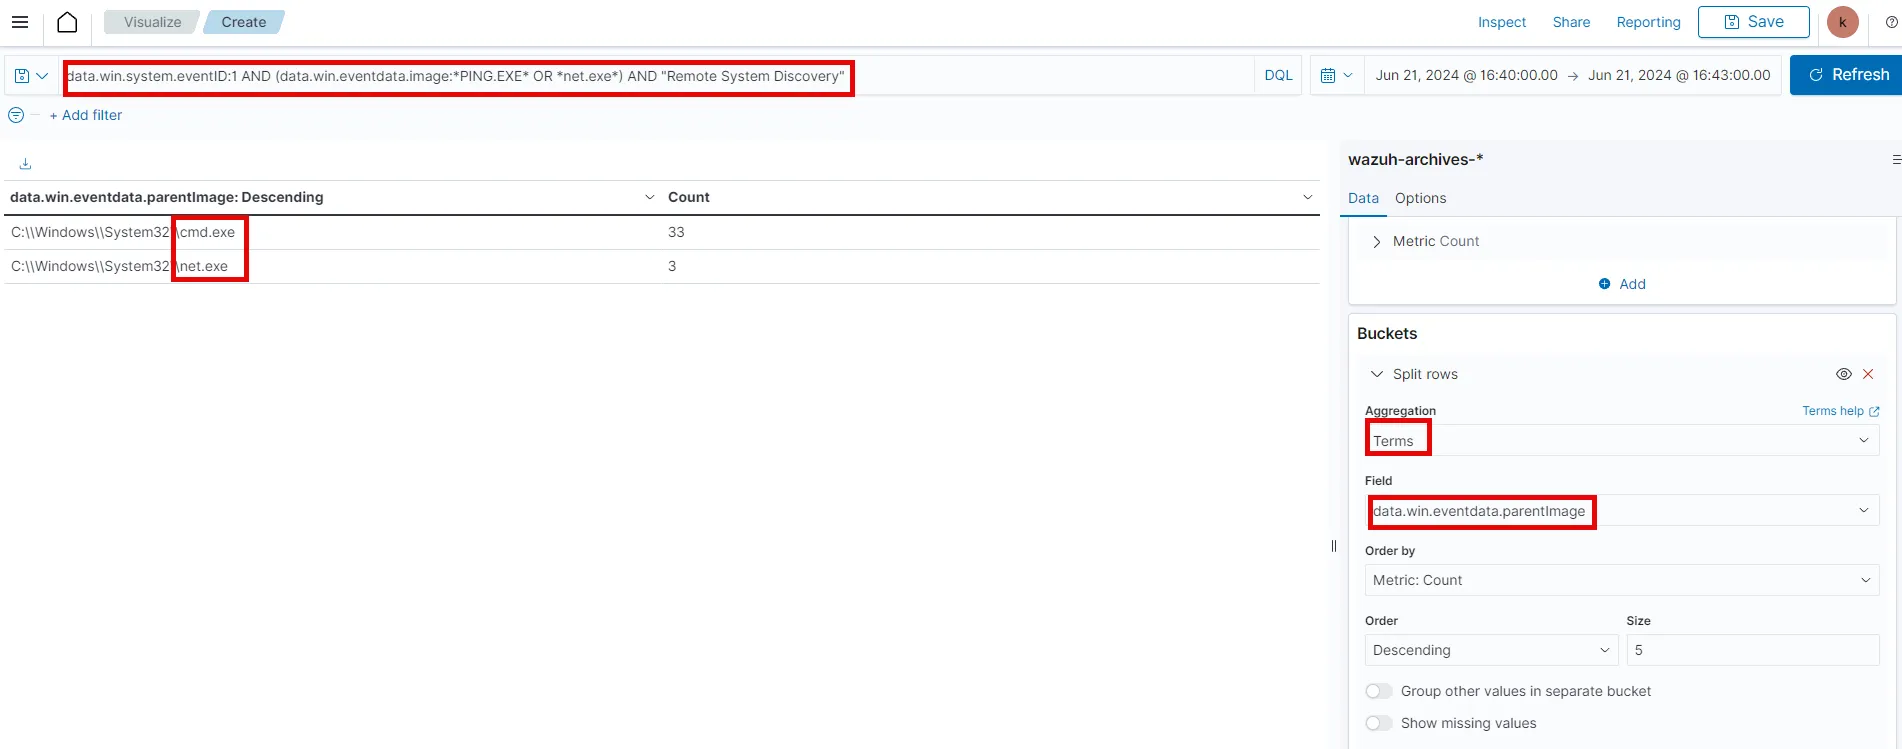 Visualize Create Inspect Share Reporting Save k
data.win.system.eventID:1 AND (data.win.eventdata.image:*PING.EXE* OR *net.exe*) AND "Remote System Discovery" DQL Jun 21, 2024 @ 16:40:00.00 → Jun 21, 2024 @ 16:43:00.00 Refresh
+ Add filter
data.win.eventdata.parentImage: Descending Count
C:\\Windows\\System32\\cmd.exe 33
C:\\Windows\\System32\\net.exe 3
wazuh-archives-*
Data Options
Metric Count
Add
Buckets
Split rows
Aggregation Terms help
Terms
Field
data.win.eventdata.parentImage
Order by
Metric: Count
Order Size
Descending 5
Group other values in separate bucket
Show missing values